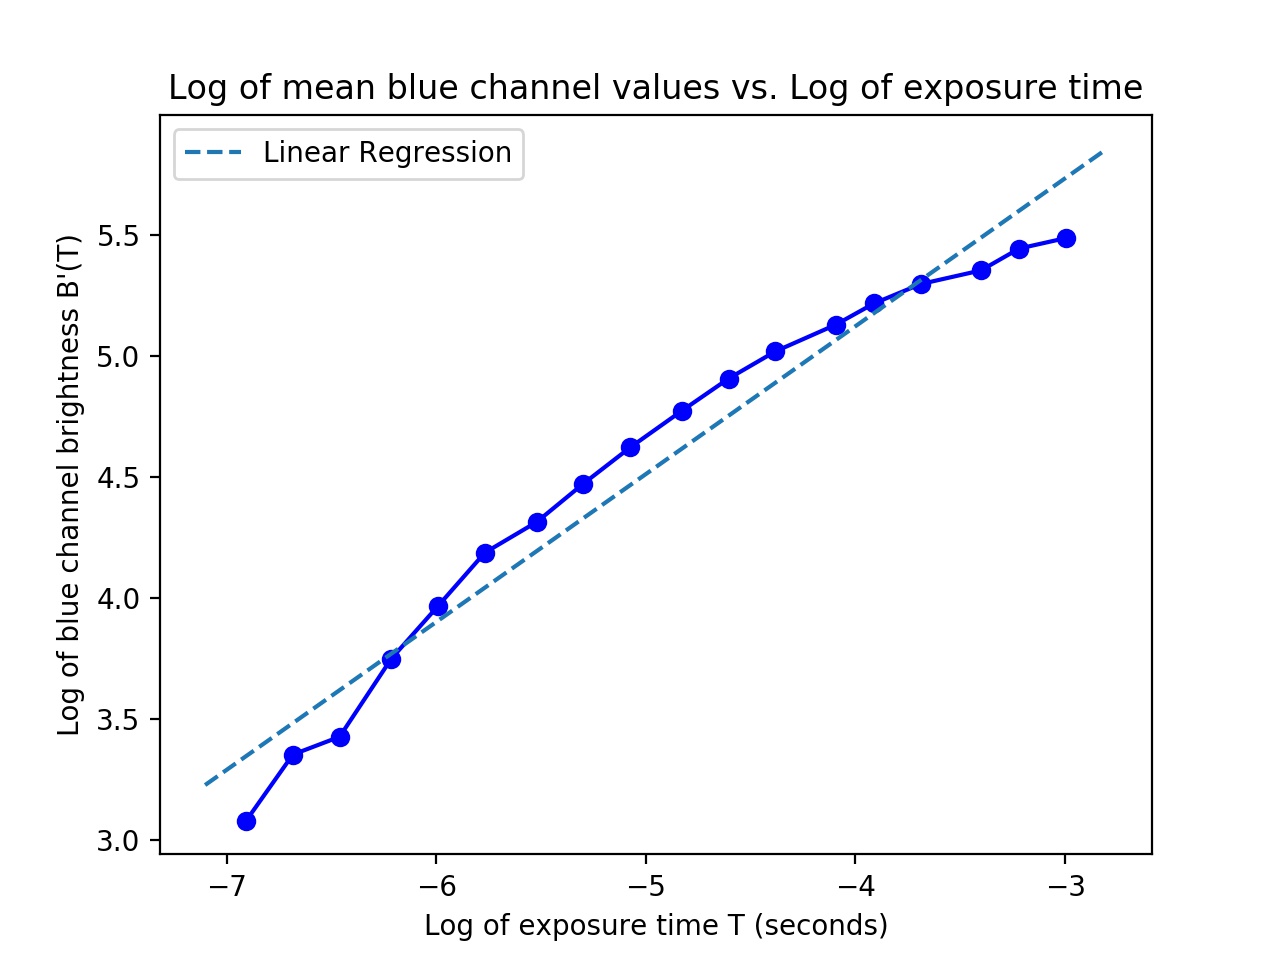 Log of mean blue channel values vs. Log of exposure time
Linear Regression
Log of blue channel brightness B'(T)
5.5
5.0
4.5
4.0
3.5
3.0
−7 −6 −5 −4 −3
Log of exposure time T (seconds)